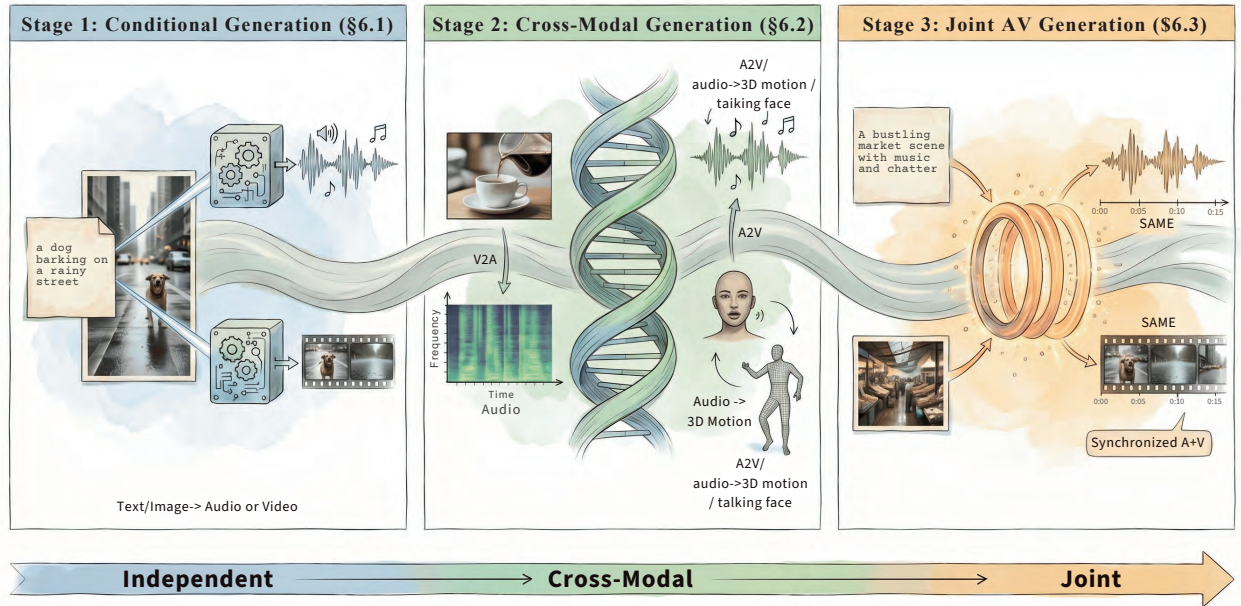 Stage 1: Conditional Generation (§6.1)
a dog
barking on
a rainy
street
Text/Image-> Audio or Video
Stage 2: Cross-Modal Generation (§6.2)
A2V/
audio->3D motion /
taiking face
V2A
Frequency
Time
Audio
A2V
Audio ->
3D Motion
A2V/
audio->3D motion
/ talking face
Stage 3: Joint AV Generation ($6.3)
A bustling
market scene
with music
and chatter
0:00 0:05 0:10 0:15
SAME
SAME
0:00 0:05 0:10 0:15
Synchronized A+V
Independent
Cross-Modal
Joint